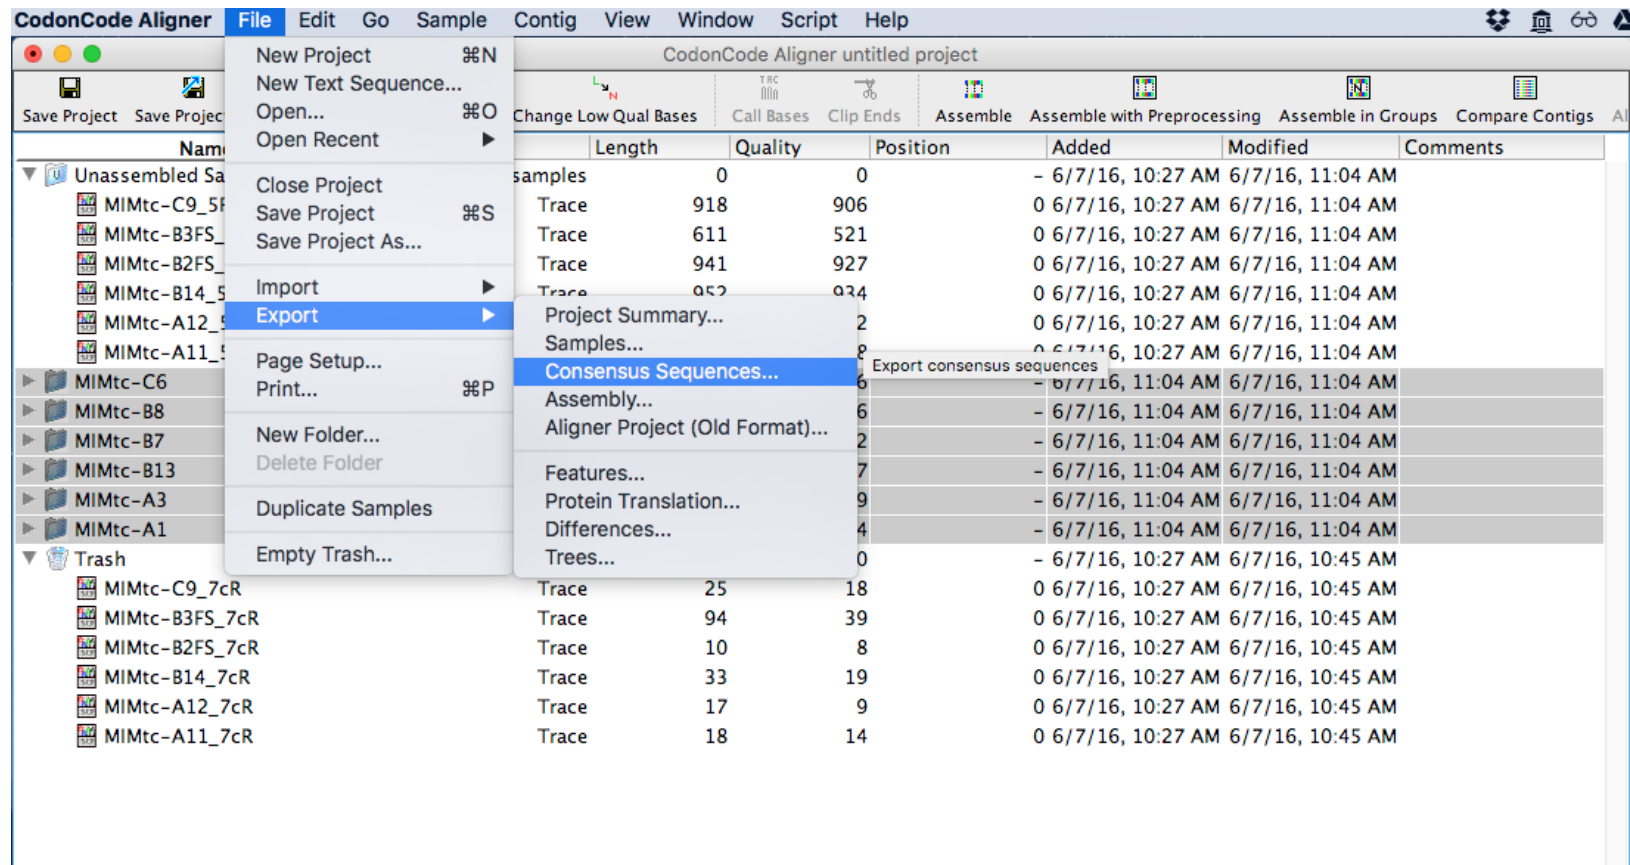 CodonCode Aligner File Edit Go Sample Contig View Window Script Help
CodonCode Aligner untitled project
New Project ⌘N
New Text Sequence...
Open... ⌘O
Open Recent ▶
Close Project
Save Project ⌘S
Save Project As...
Import ▶
Export ▶
Page Setup...
Print... ⌘P
New Folder...
Delete Folder
Duplicate Samples
Empty Trash...
Project Summary...
Samples...
Consensus Sequences...
Assembly...
Aligner Project (Old Format)...
Features...
Protein Translation...
Differences...
Trees...
Export consensus sequences
Save Project Save Projec Change Low Qual Bases Call Bases Clip Ends Assemble Assemble with Preprocessing Assemble in Groups Compare Contigs Al
Nam Length Quality Position Added Modified Comments
Unassembled Sa samples 0 0 – 6/7/16, 10:27 AM 6/7/16, 11:04 AM
MIMtc-C9_5F Trace 918 906 0 6/7/16, 10:27 AM 6/7/16, 11:04 AM
MIMtc-B3FS_ Trace 611 521 0 6/7/16, 10:27 AM 6/7/16, 11:04 AM
MIMtc-B2FS_ Trace 941 927 0 6/7/16, 10:27 AM 6/7/16, 11:04 AM
MIMtc-B14_5 Trace 952 934 0 6/7/16, 10:27 AM 6/7/16, 11:04 AM
MIMtc-A12_5 2 0 6/7/16, 10:27 AM 6/7/16, 11:04 AM
MIMtc-A11_5 8 0 6/7/16, 10:27 AM 6/7/16, 11:04 AM
MIMtc-C6 6 – 6/7/16, 11:04 AM 6/7/16, 11:04 AM
MIMtc-B8 6 – 6/7/16, 11:04 AM 6/7/16, 11:04 AM
MIMtc-B7 2 – 6/7/16, 11:04 AM 6/7/16, 11:04 AM
MIMtc-B13 7 – 6/7/16, 11:04 AM 6/7/16, 11:04 AM
MIMtc-A3 9 – 6/7/16, 11:04 AM 6/7/16, 11:04 AM
MIMtc-A1 4 – 6/7/16, 11:04 AM 6/7/16, 11:04 AM
Trash 0 – 6/7/16, 10:27 AM 6/7/16, 10:45 AM
MIMtc-C9_7cR Trace 25 18 0 6/7/16, 10:27 AM 6/7/16, 10:45 AM
MIMtc-B3FS_7cR Trace 94 39 0 6/7/16, 10:27 AM 6/7/16, 10:45 AM
MIMtc-B2FS_7cR Trace 10 8 0 6/7/16, 10:27 AM 6/7/16, 10:45 AM
MIMtc-B14_7cR Trace 33 19 0 6/7/16, 10:27 AM 6/7/16, 10:45 AM
MIMtc-A12_7cR Trace 17 9 0 6/7/16, 10:27 AM 6/7/16, 10:45 AM
MIMtc-A11_7cR Trace 18 14 0 6/7/16, 10:27 AM 6/7/16, 10:45 AM